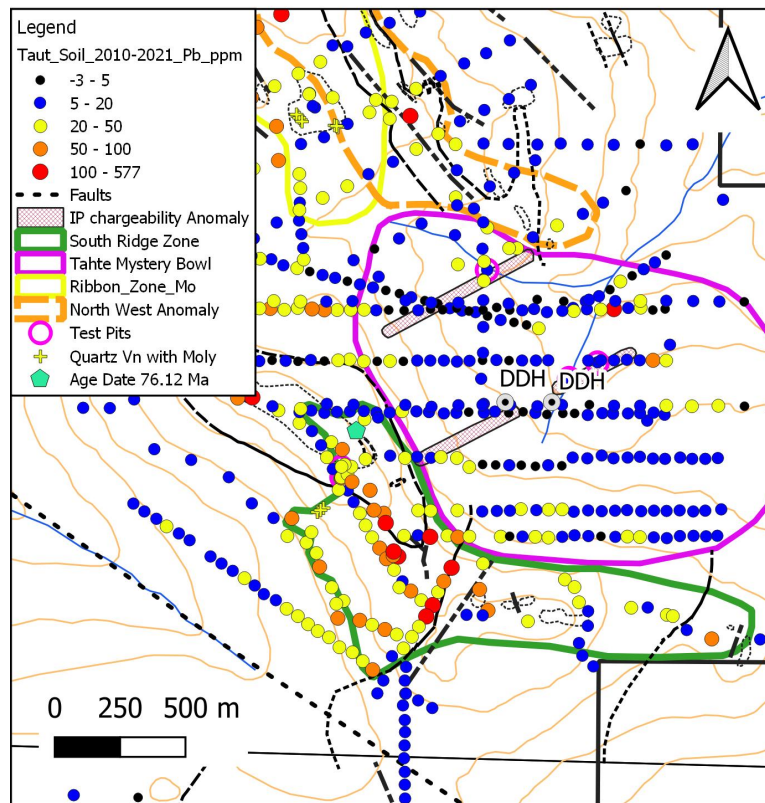 Legend
Taut_Soil_2010-2021_Pb_ppm
-3 - 5
5 - 20
20 - 50
50 - 100
100 - 577
Faults
IP chargeability Anomaly
South Ridge Zone
Tahte Mystery Bowl
Ribbon_Zone_Mo
North West Anomaly
Test Pits
Quartz Vn with Moly
Age Date 76.12 Ma
DDH DDH
0 250 500 m